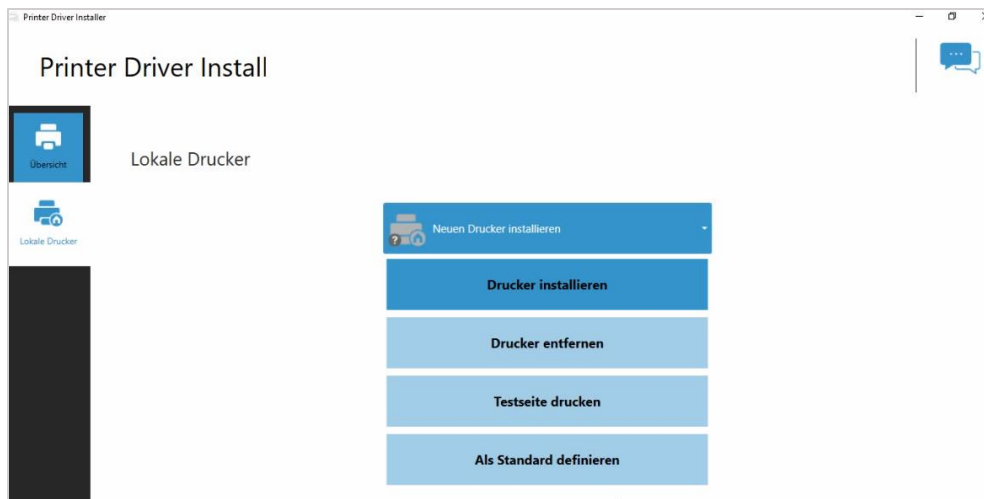 Printer Driver Installer
Printer Driver Install
Übersicht
Lokale Drucker
Lokale Drucker
Neuen Drucker installieren
Drucker installieren
Drucker entfernen
Testseite drucken
Als Standard definieren